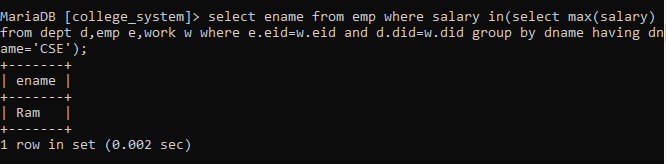 MariaDB [college_system]> select ename from emp where salary in(select max(salary)
from dept d,emp e,work w where e.eid=w.eid and d.did=w.did group by dname having dn
ame='CSE');
+-------+
| ename |
+-------+
| Ram   |
+-------+
1 row in set (0.002 sec)